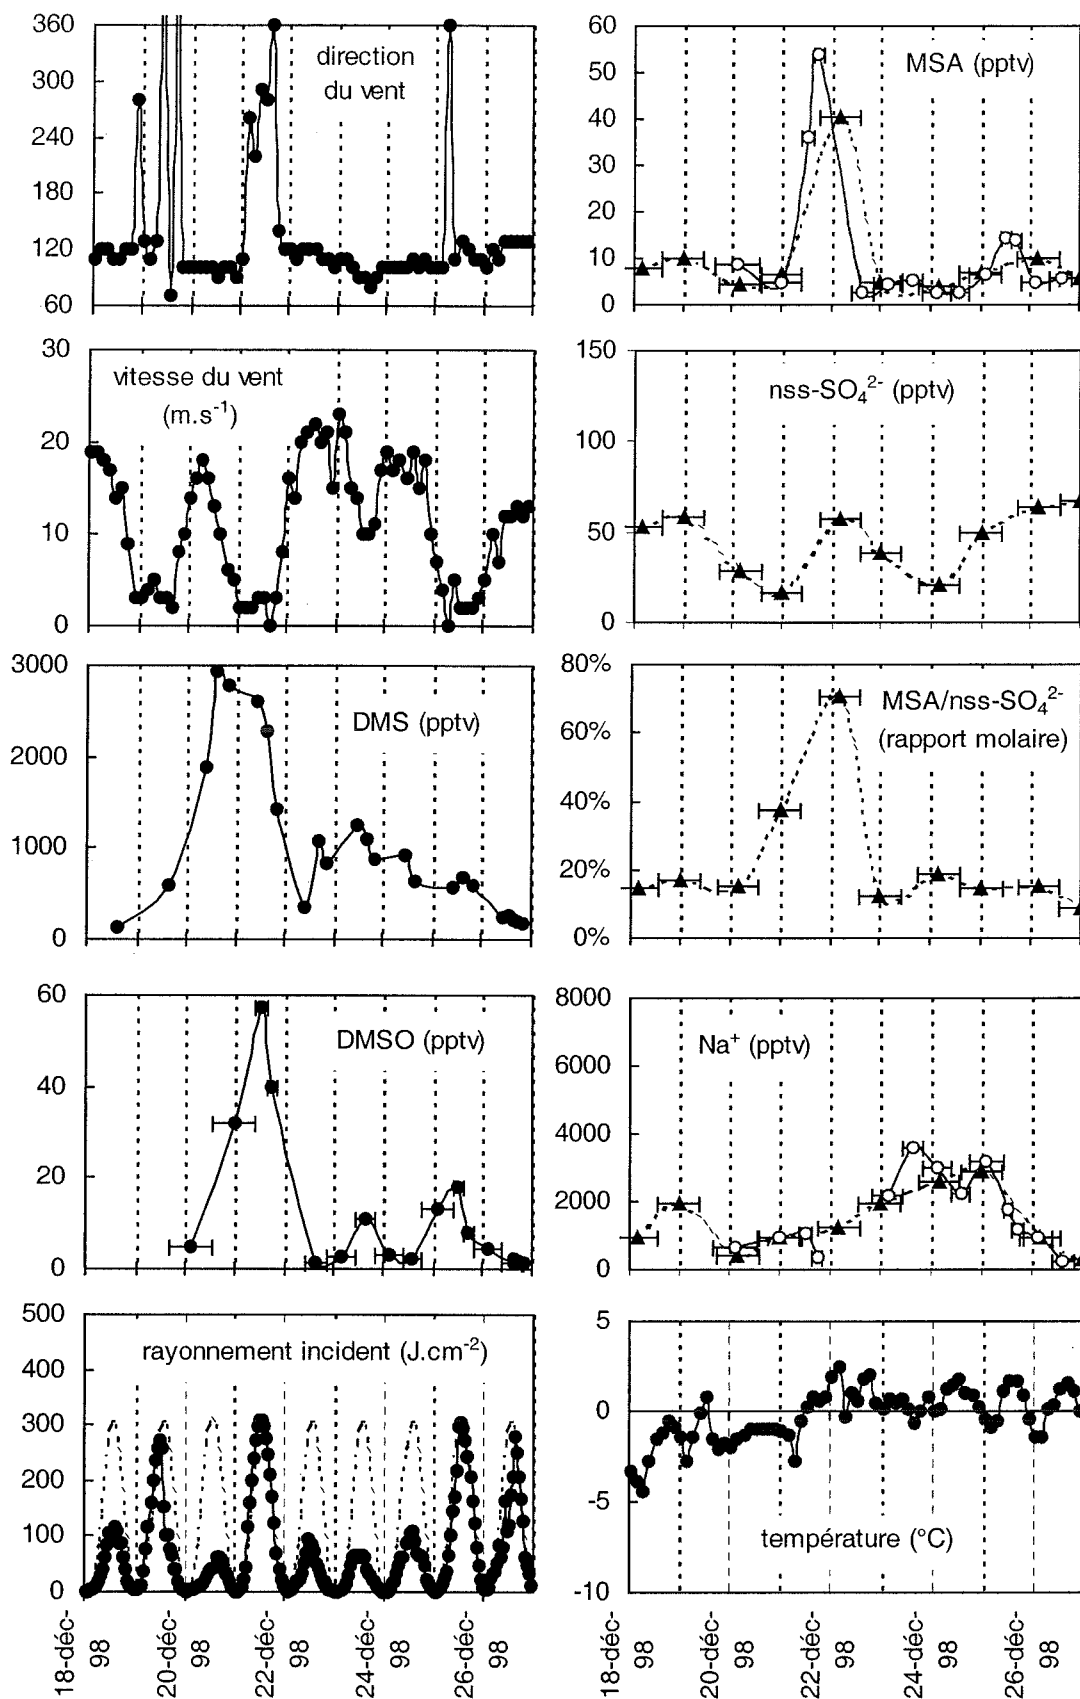 360
300
240
180
120
60
direction
du vent
60
50
40
30
20
10
0
MSA (pptv)
30
20
10
0
vitesse du vent
(m.s⁻¹)
150
100
50
0
nss-SO₄²⁻ (pptv)
3000
2000
1000
0
DMS (pptv)
80%
60%
40%
20%
0%
MSA/nss-SO₄²⁻
(rapport molaire)
60
40
20
0
DMSO (pptv)
8000
6000
4000
2000
0
Na⁺ (pptv)
500
400
300
200
100
0
rayonnement incident (J.cm⁻²)
18-déc-
98
20-déc-
98
22-déc-
98
24-déc-
98
26-déc-
98
5
0
-5
-10
température (°C)
18-déc-
98
20-déc-
98
22-déc-
98
24-déc-
98
26-déc-
98